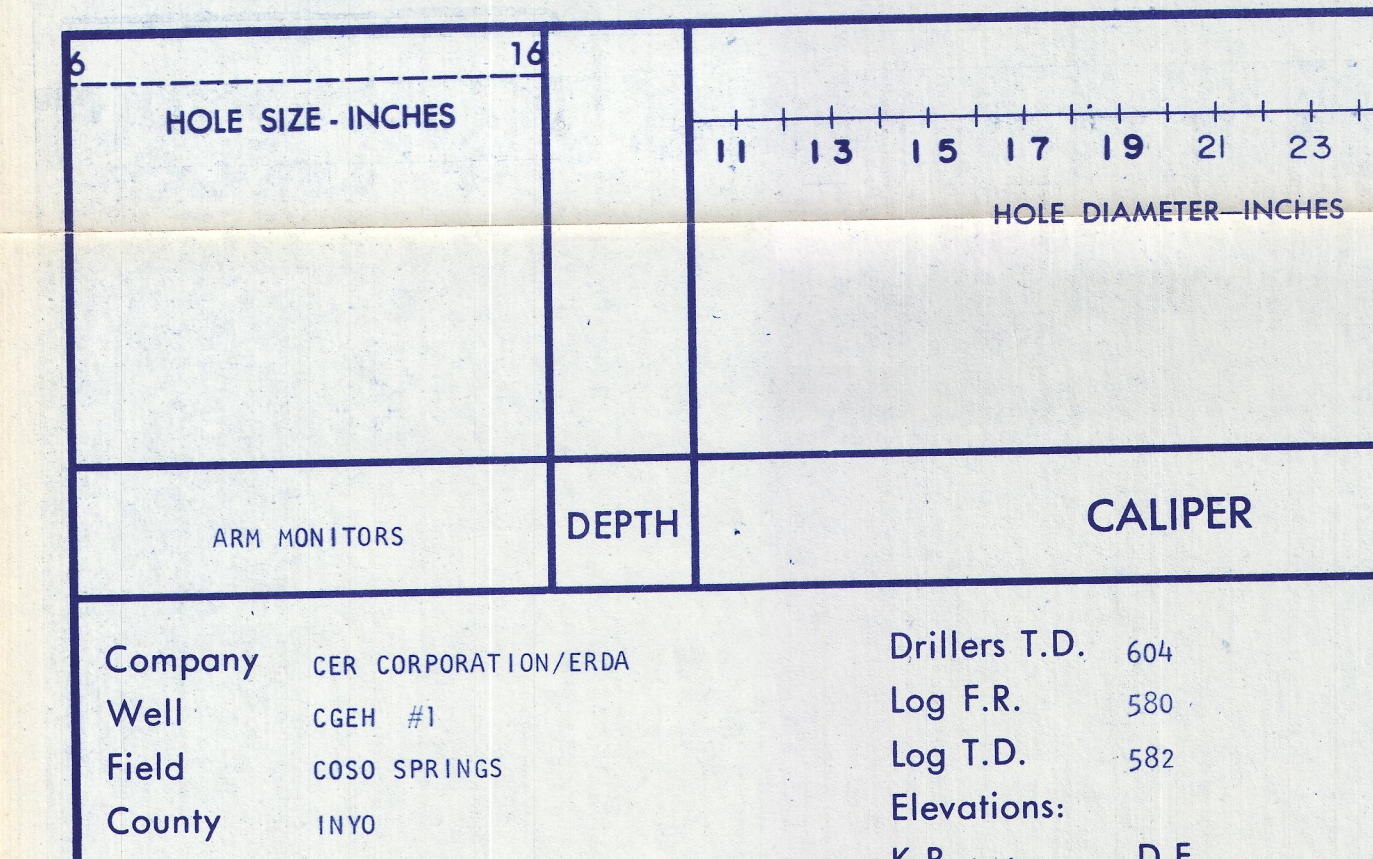 6 16
HOLE SIZE - INCHES
11 13 15 17 19 21 23
HOLE DIAMETER—INCHES
ARM MONITORS
DEPTH
CALIPER
Company CER CORPORATION/ERDA
Well CGEH #1
Field COSO SPRINGS
County INYO
Drillers T.D. 604
Log F.R. 580
Log T.D. 582
Elevations:
K.B. D.F.